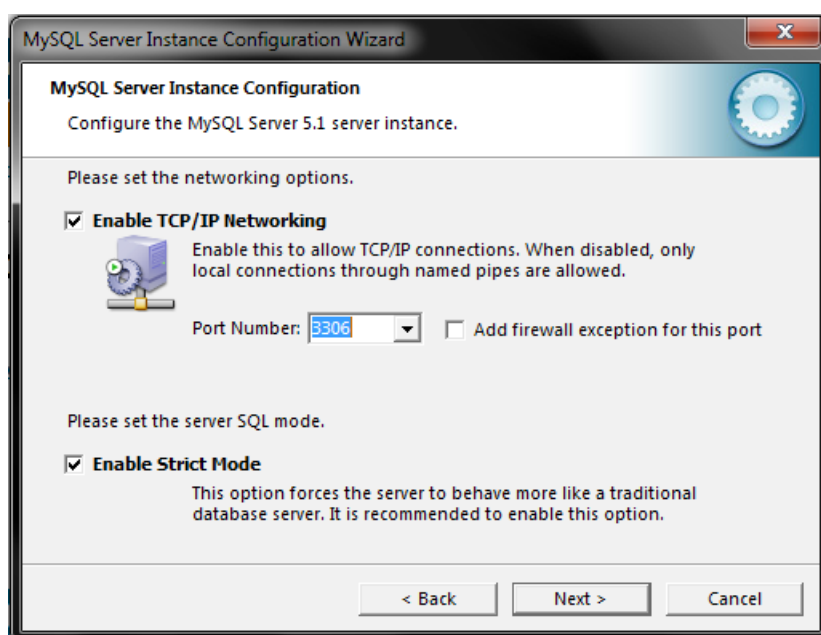 MySQL Server Instance Configuration Wizard
MySQL Server Instance Configuration
Configure the MySQL Server 5.1 server instance.
Please set the networking options.
Enable TCP/IP Networking
Enable this to allow TCP/IP connections. When disabled, only
local connections through named pipes are allowed.
Port Number: 3306 Add firewall exception for this port
Please set the server SQL mode.
Enable Strict Mode
This option forces the server to behave more like a traditional
database server. It is recommended to enable this option.
< Back Next > Cancel